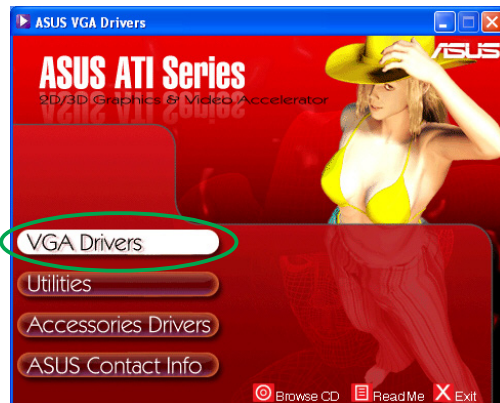 ASUS VGA Drivers
ASUS
ASUS ATI Series
2D/3D Graphics & Video Accelerator
VGA Drivers
Utilities
Accessories Drivers
ASUS Contact Info
Browse CD ReadMe X Exit